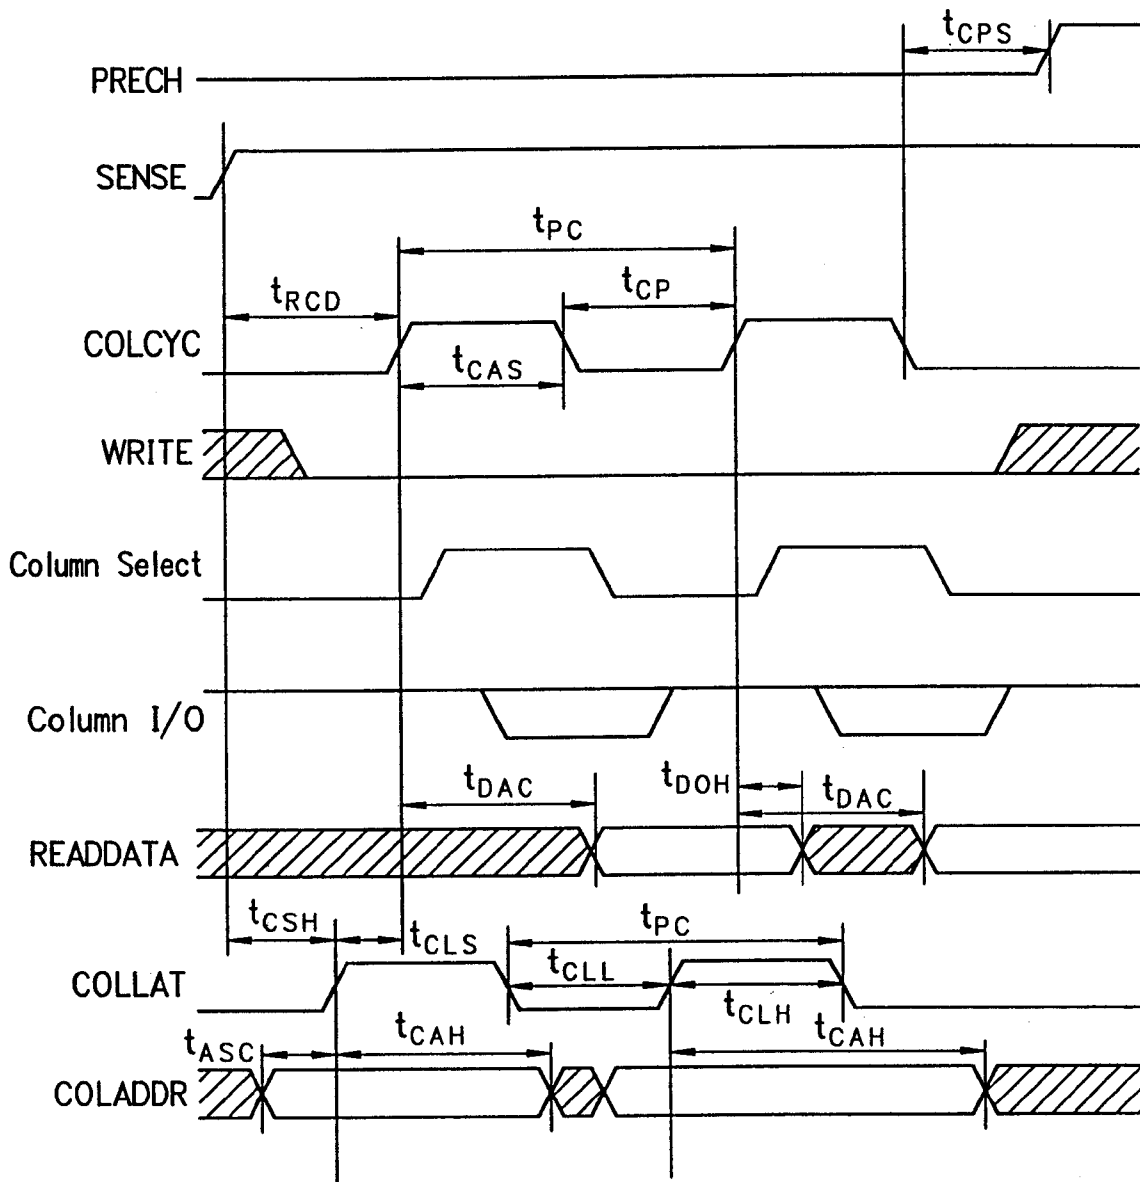 tCPS
PRECH
SENSE
tPC
tRCD
tCP
COLCYC
tCAS
WRITE
Column Select
Column I/O
tDAC
tDOH
tDAC
READDATA
tCSH
tCLS
tPC
tCLL
COLLAT
tCLH
tASC
tCAH
tCAH
COLADDR